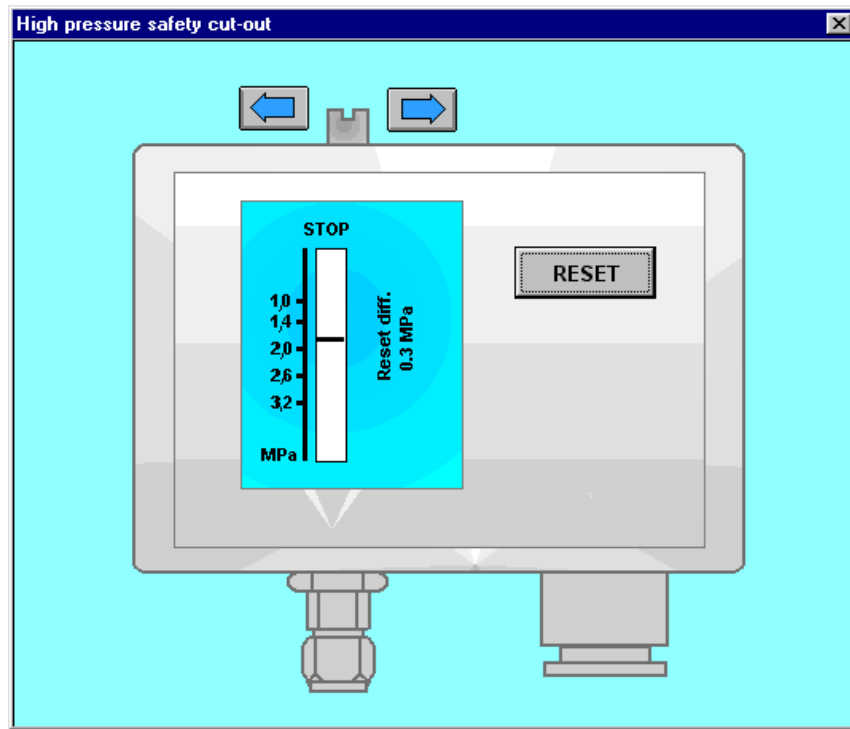 High pressure safety cut-out
STOP
RESET
1,0
1,4
2,0
2,6
3,2
MPa
Reset diff.
0.3 MPa